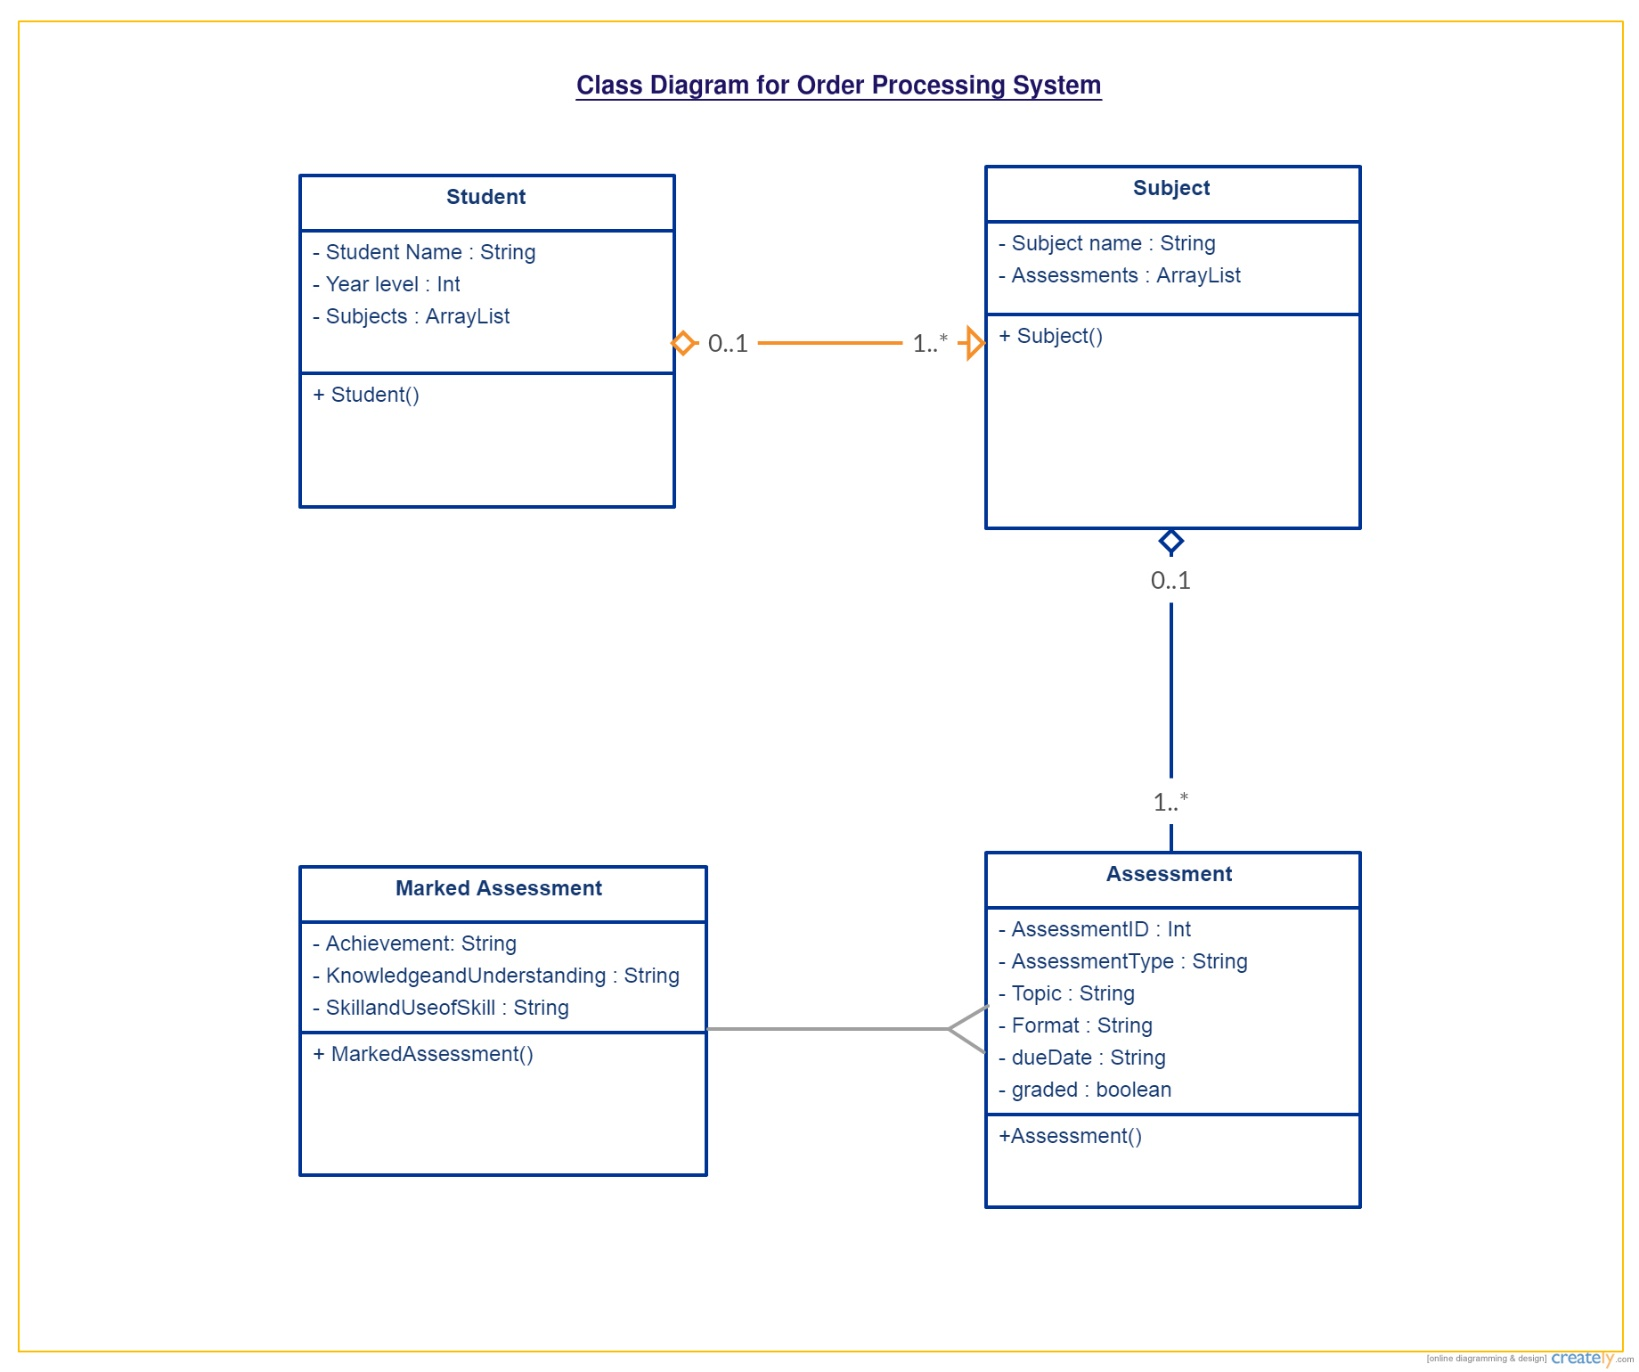 Class Diagram for Order Processing System
Student
- Student Name : String
- Year level : Int
- Subjects : ArrayList
+ Student()
0..1
1..*
Subject
- Subject name : String
- Assessments : ArrayList
+ Subject()
0..1
1..*
Marked Assessment
- Achievement: String
- KnowledgeandUnderstanding : String
- SkillandUseofSkill : String
+ MarkedAssessment()
Assessment
- AssessmentID : Int
- AssessmentType : String
- Topic : String
- Format : String
- dueDate : String
- graded : boolean
+Assessment()
[online diagramming & design] creately.com